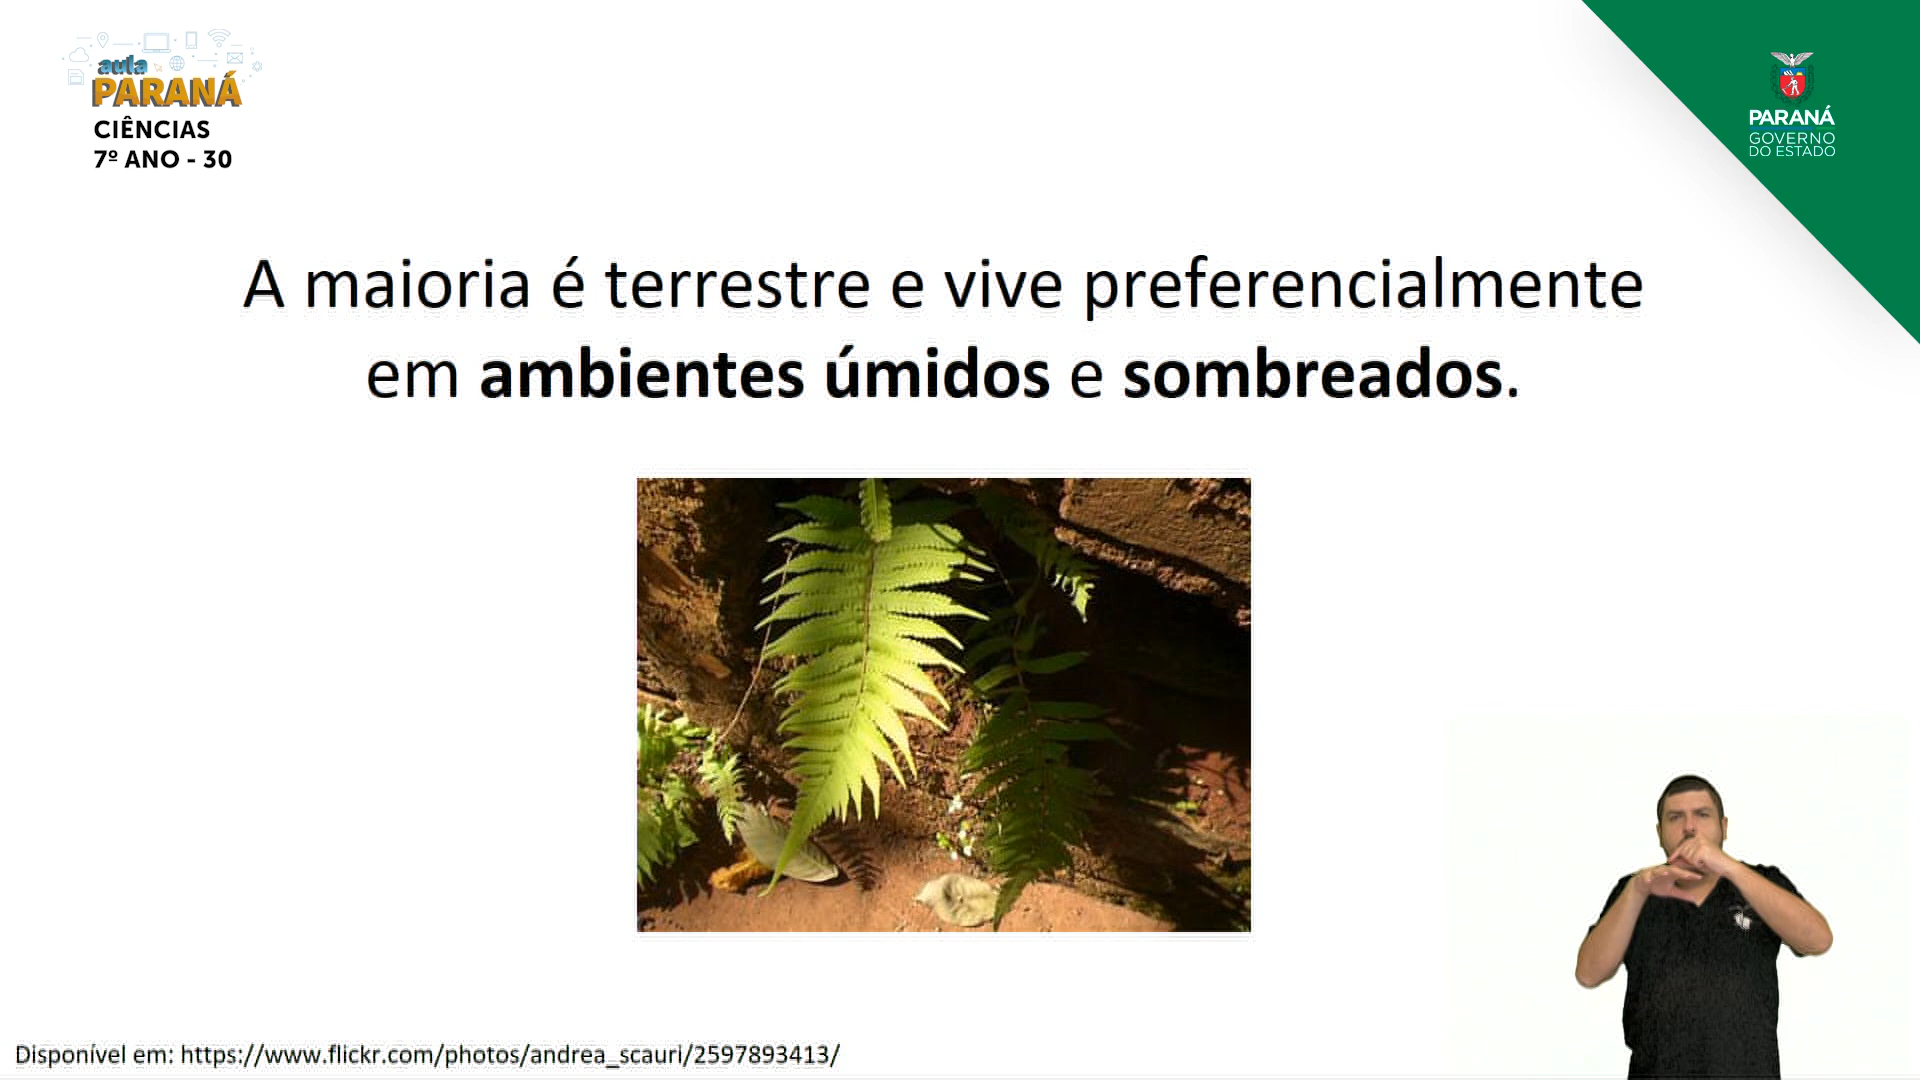 aula
PARANÁ
CIÊNCIAS
7º ANO - 30
PARANÁ
GOVERNO
DO ESTADO
A maioria é terrestre e vive preferencialmente
em ambientes úmidos e sombreados.
Disponível em: https://www.flickr.com/photos/andrea_scauri/2597893413/